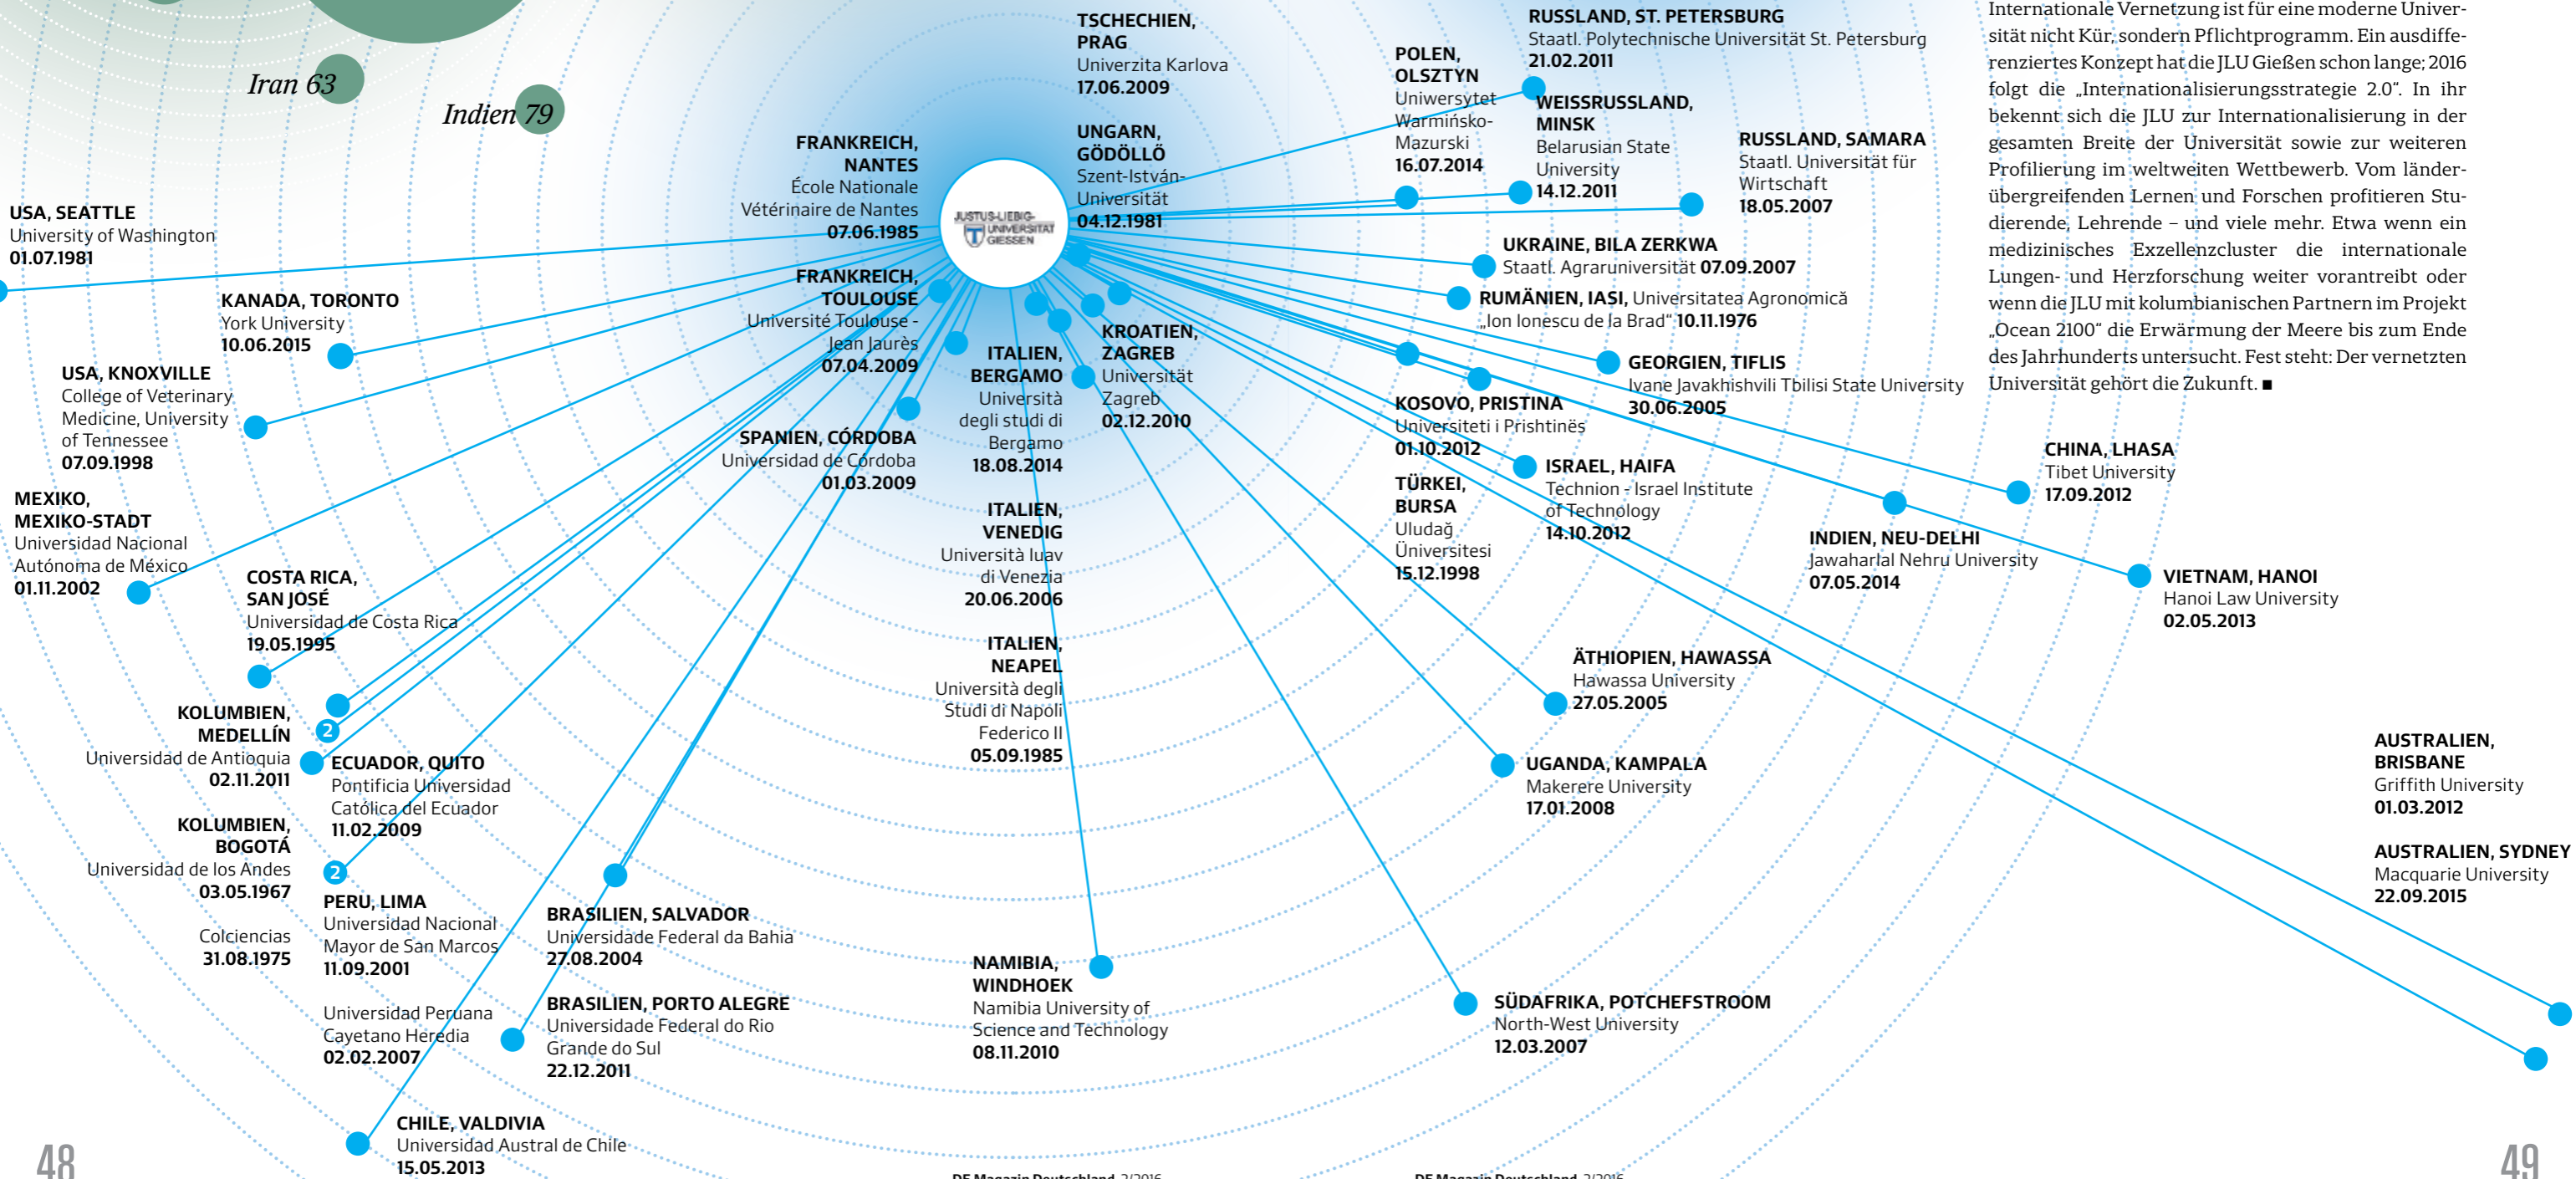 Iran 63
Indien 79
USA, SEATTLE
University of Washington
01.07.1981
KANADA, TORONTO
York University
10.06.2015
USA, KNOXVILLE
College of Veterinary
Medicine, University
of Tennessee
07.09.1998
MEXIKO,
MEXIKO-STADT
Universidad Nacional
Autónoma de México
01.11.2002
COSTA RICA,
SAN JOSÉ
Universidad de Costa Rica
19.05.1995
KOLUMBIEN,
MEDELLÍN
Universidad de Antioquia
02.11.2011
KOLUMBIEN,
BOGOTÁ
Universidad de los Andes
03.05.1967
Colciencias
31.08.1975
2
ECUADOR, QUITO
Pontificia Universidad
Católica del Ecuador
11.02.2009
2
PERU, LIMA
Universidad Nacional
Mayor de San Marcos
11.09.2001
Universidad Peruana
Cayetano Heredia
02.02.2007
CHILE, VALDIVIA
Universidad Austral de Chile
15.05.2013
BRASILIEN, SALVADOR
Universidade Federal da Bahia
27.08.2004
BRASILIEN, PORTO ALEGRE
Universidade Federal do Rio
Grande do Sul
22.12.2011
FRANKREICH,
NANTES
École Nationale
Vétérinaire de Nantes
07.06.1985
FRANKREICH,
TOULOUSE
Université Toulouse -
Jean Jaurès
07.04.2009
SPANIEN, CÓRDOBA
Universidad de Córdoba
01.03.2009
JUSTUS-LIEBIG-
UNIVERSITÄT
GIESSEN
ITALIEN,
BERGAMO
Università
degli studi di
Bergamo
18.08.2014
ITALIEN,
VENEDIG
Università Iuav
di Venezia
20.06.2006
ITALIEN,
NEAPEL
Università degli
Studi di Napoli
Federico II
05.09.1985
NAMIBIA,
WINDHOEK
Namibia University of
Science and Technology
08.11.2010
TSCHECHIEN,
PRAG
Univerzita Karlova
17.06.2009
UNGARN,
GÖDÖLLŐ
Szent-István-
Universität
04.12.1981
KROATIEN,
ZAGREB
Universität
Zagreb
02.12.2010
POLEN,
OLSZTYN
Uniwersytet
Warmińsko-
Mazurski
16.07.2014
RUSSLAND, ST. PETERSBURG
Staatl. Polytechnische Universität St. Petersburg
21.02.2011
WEISSRUSSLAND,
MINSK
Belarusian State
University
14.12.2011
RUSSLAND, SAMARA
Staatl. Universität für
Wirtschaft
18.05.2007
UKRAINE, BILA ZERKWA
Staatl. Agraruniversität 07.09.2007
RUMÄNIEN, IASI, Universitatea Agronomică
„Ion Ionescu de la Brad“ 10.11.1976
GEORGIEN, TIFLIS
Ivane Javakhishvili Tbilisi State University
30.06.2005
KOSOVO, PRISTINA
Universiteti i Prishtinës
01.10.2012
TÜRKEI,
BURSA
Uludağ
Üniversitesi
15.12.1998
ISRAEL, HAIFA
Technion - Israel Institute
of Technology
14.10.2012
CHINA, LHASA
Tibet University
17.09.2012
INDIEN, NEU-DELHI
Jawaharlal Nehru University
07.05.2014
VIETNAM, HANOI
Hanoi Law University
02.05.2013
ÄTHIOPIEN, HAWASSA
Hawassa University
27.05.2005
UGANDA, KAMPALA
Makerere University
17.01.2008
SÜDAFRIKA, POTCHEFSTROOM
North-West University
12.03.2007
AUSTRALIEN,
BRISBANE
Griffith University
01.03.2012
AUSTRALIEN, SYDNEY
Macquarie University
22.09.2015
Internationale Vernetzung ist für eine moderne Univer-
sität nicht Kür, sondern Pflichtprogramm. Ein ausdiffe-
renziertes Konzept hat die JLU Gießen schon lange; 2016
folgt die „Internationalisierungsstrategie 2.0“. In ihr
bekennt sich die JLU zur Internationalisierung in der
gesamten Breite der Universität sowie zur weiteren
Profilierung im weltweiten Wettbewerb. Vom länder-
übergreifenden Lernen und Forschen profitieren Stu-
dierende, Lehrende – und viele mehr. Etwa wenn ein
medizinisches Exzellenzcluster die internationale
Lungen- und Herzforschung weiter vorantreibt oder
wenn die JLU mit kolumbianischen Partnern im Projekt
„Ocean 2100“ die Erwärmung der Meere bis zum Ende
des Jahrhunderts untersucht. Fest steht: Der vernetzten
Universität gehört die Zukunft. ■
48
DE Magazin Deutschland 2/2016
DE Magazin Deutschland 2/2016
49